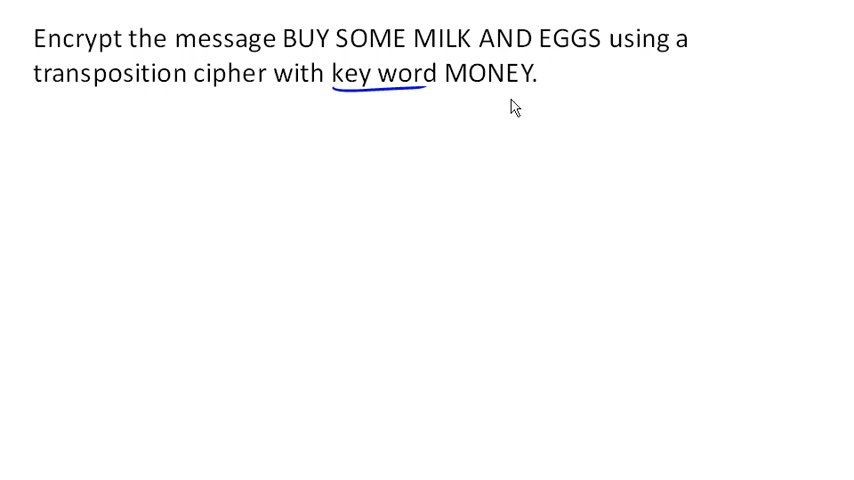 Encrypt the message BUY SOME MILK AND EGGS using a
transposition cipher with key word MONEY.